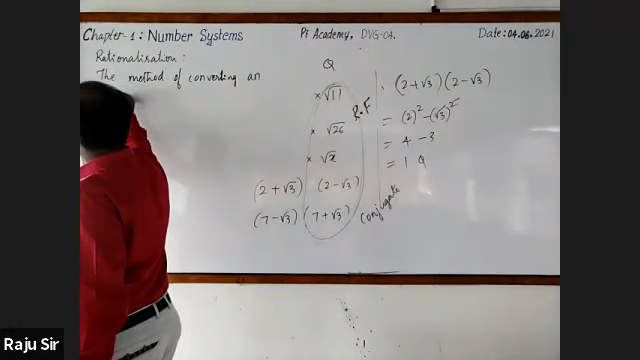 Chapter-1: Number Systems
Pi Academy, DVG-04.
Date: 04.06.2021
Rationalisation:
The method of converting an
Q
× √11
× √26
× √x
(2+√3) (2-√3)
(7-√3) (7+√3)
R.F
conjugate
(2+√3)(2-√3)
= (2)² - (√3)²
= 4 - 3
= 1 Q
Raju Sir